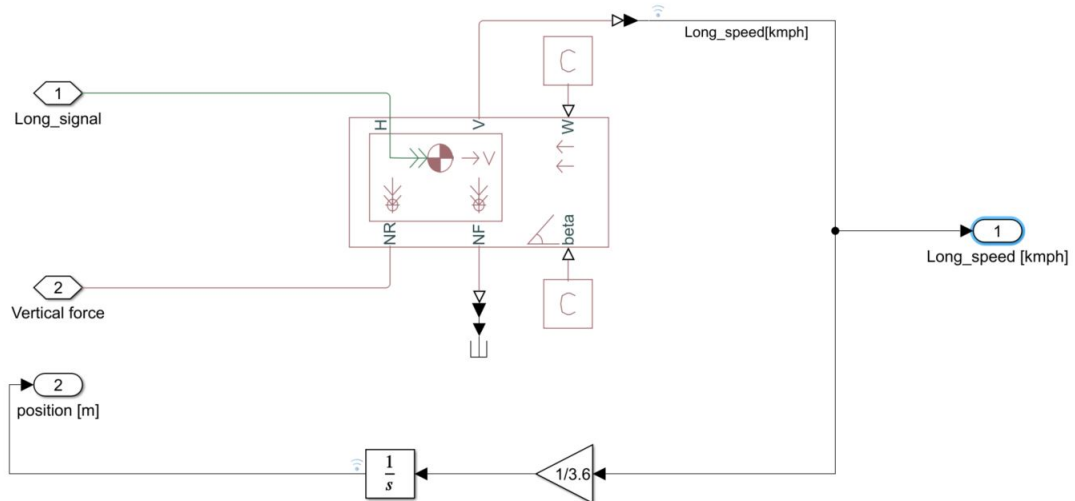 Long_speed[kmph]
C
1
Long_signal
H
V
W
V
1
Long_speed [kmph]
NR
NF
beta
2
Vertical force
C
2
position [m]
1
s
1/3.6